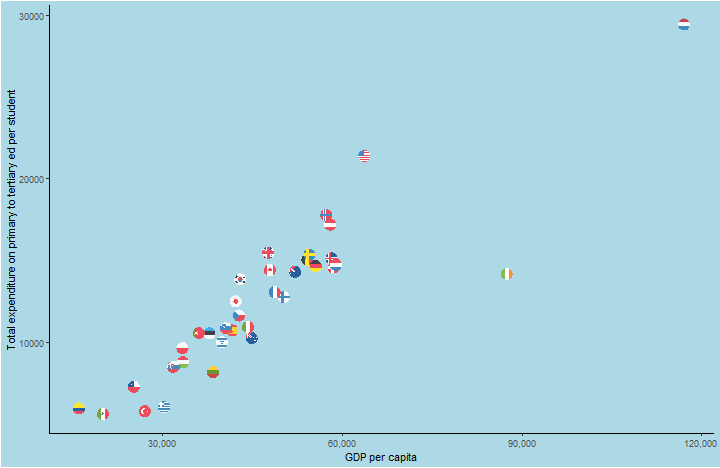 30000
20000
10000
Total expenditure on primary to tertiary ed per student
30,000 60,000 90,000 120,000
GDP per capita